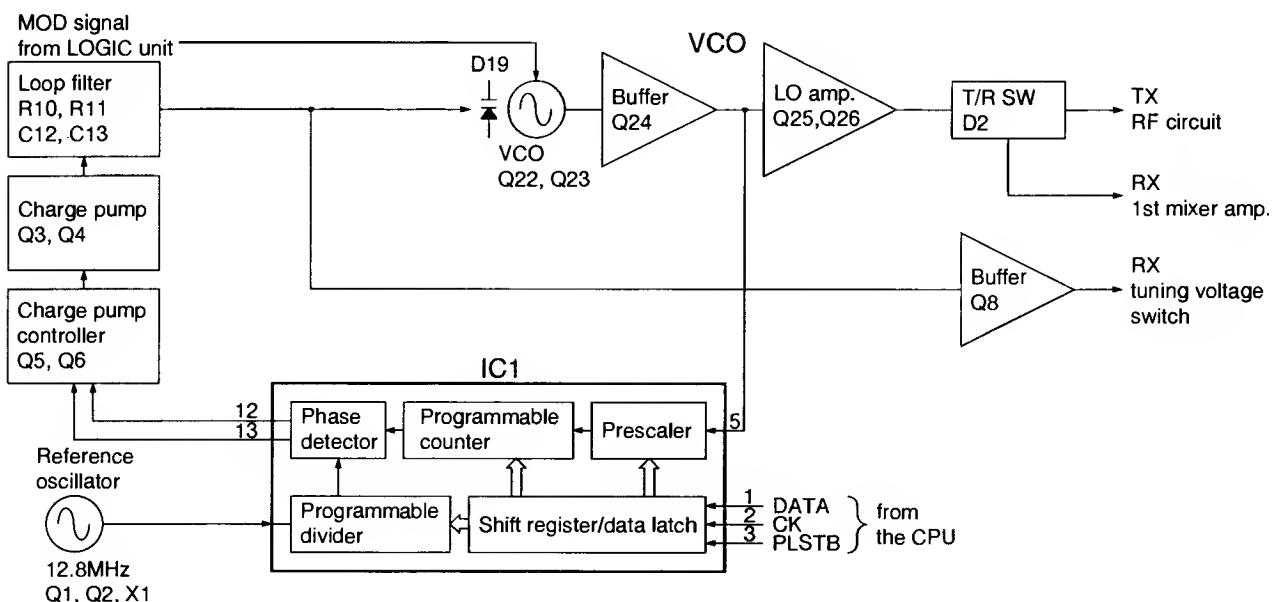 MOD signal
from LOGIC unit
Loop filter
R10, R11
C12, C13
Charge pump
Q3, Q4
Charge pump
controller
Q5, Q6
D19
VCO
Q22, Q23
Buffer
Q24
VCO
LO amp.
Q25,Q26
T/R SW
D2
TX
RF circuit
RX
1st mixer amp.
Buffer
Q8
RX
tuning voltage
switch
IC1
12
13
Phase
detector
Programmable
counter
Prescaler
5
Programmable
divider
Shift register/data latch
1 DATA
2 CK
3 PLSTB
from
the CPU
Reference
oscillator
12.8MHz
Q1, Q2, X1